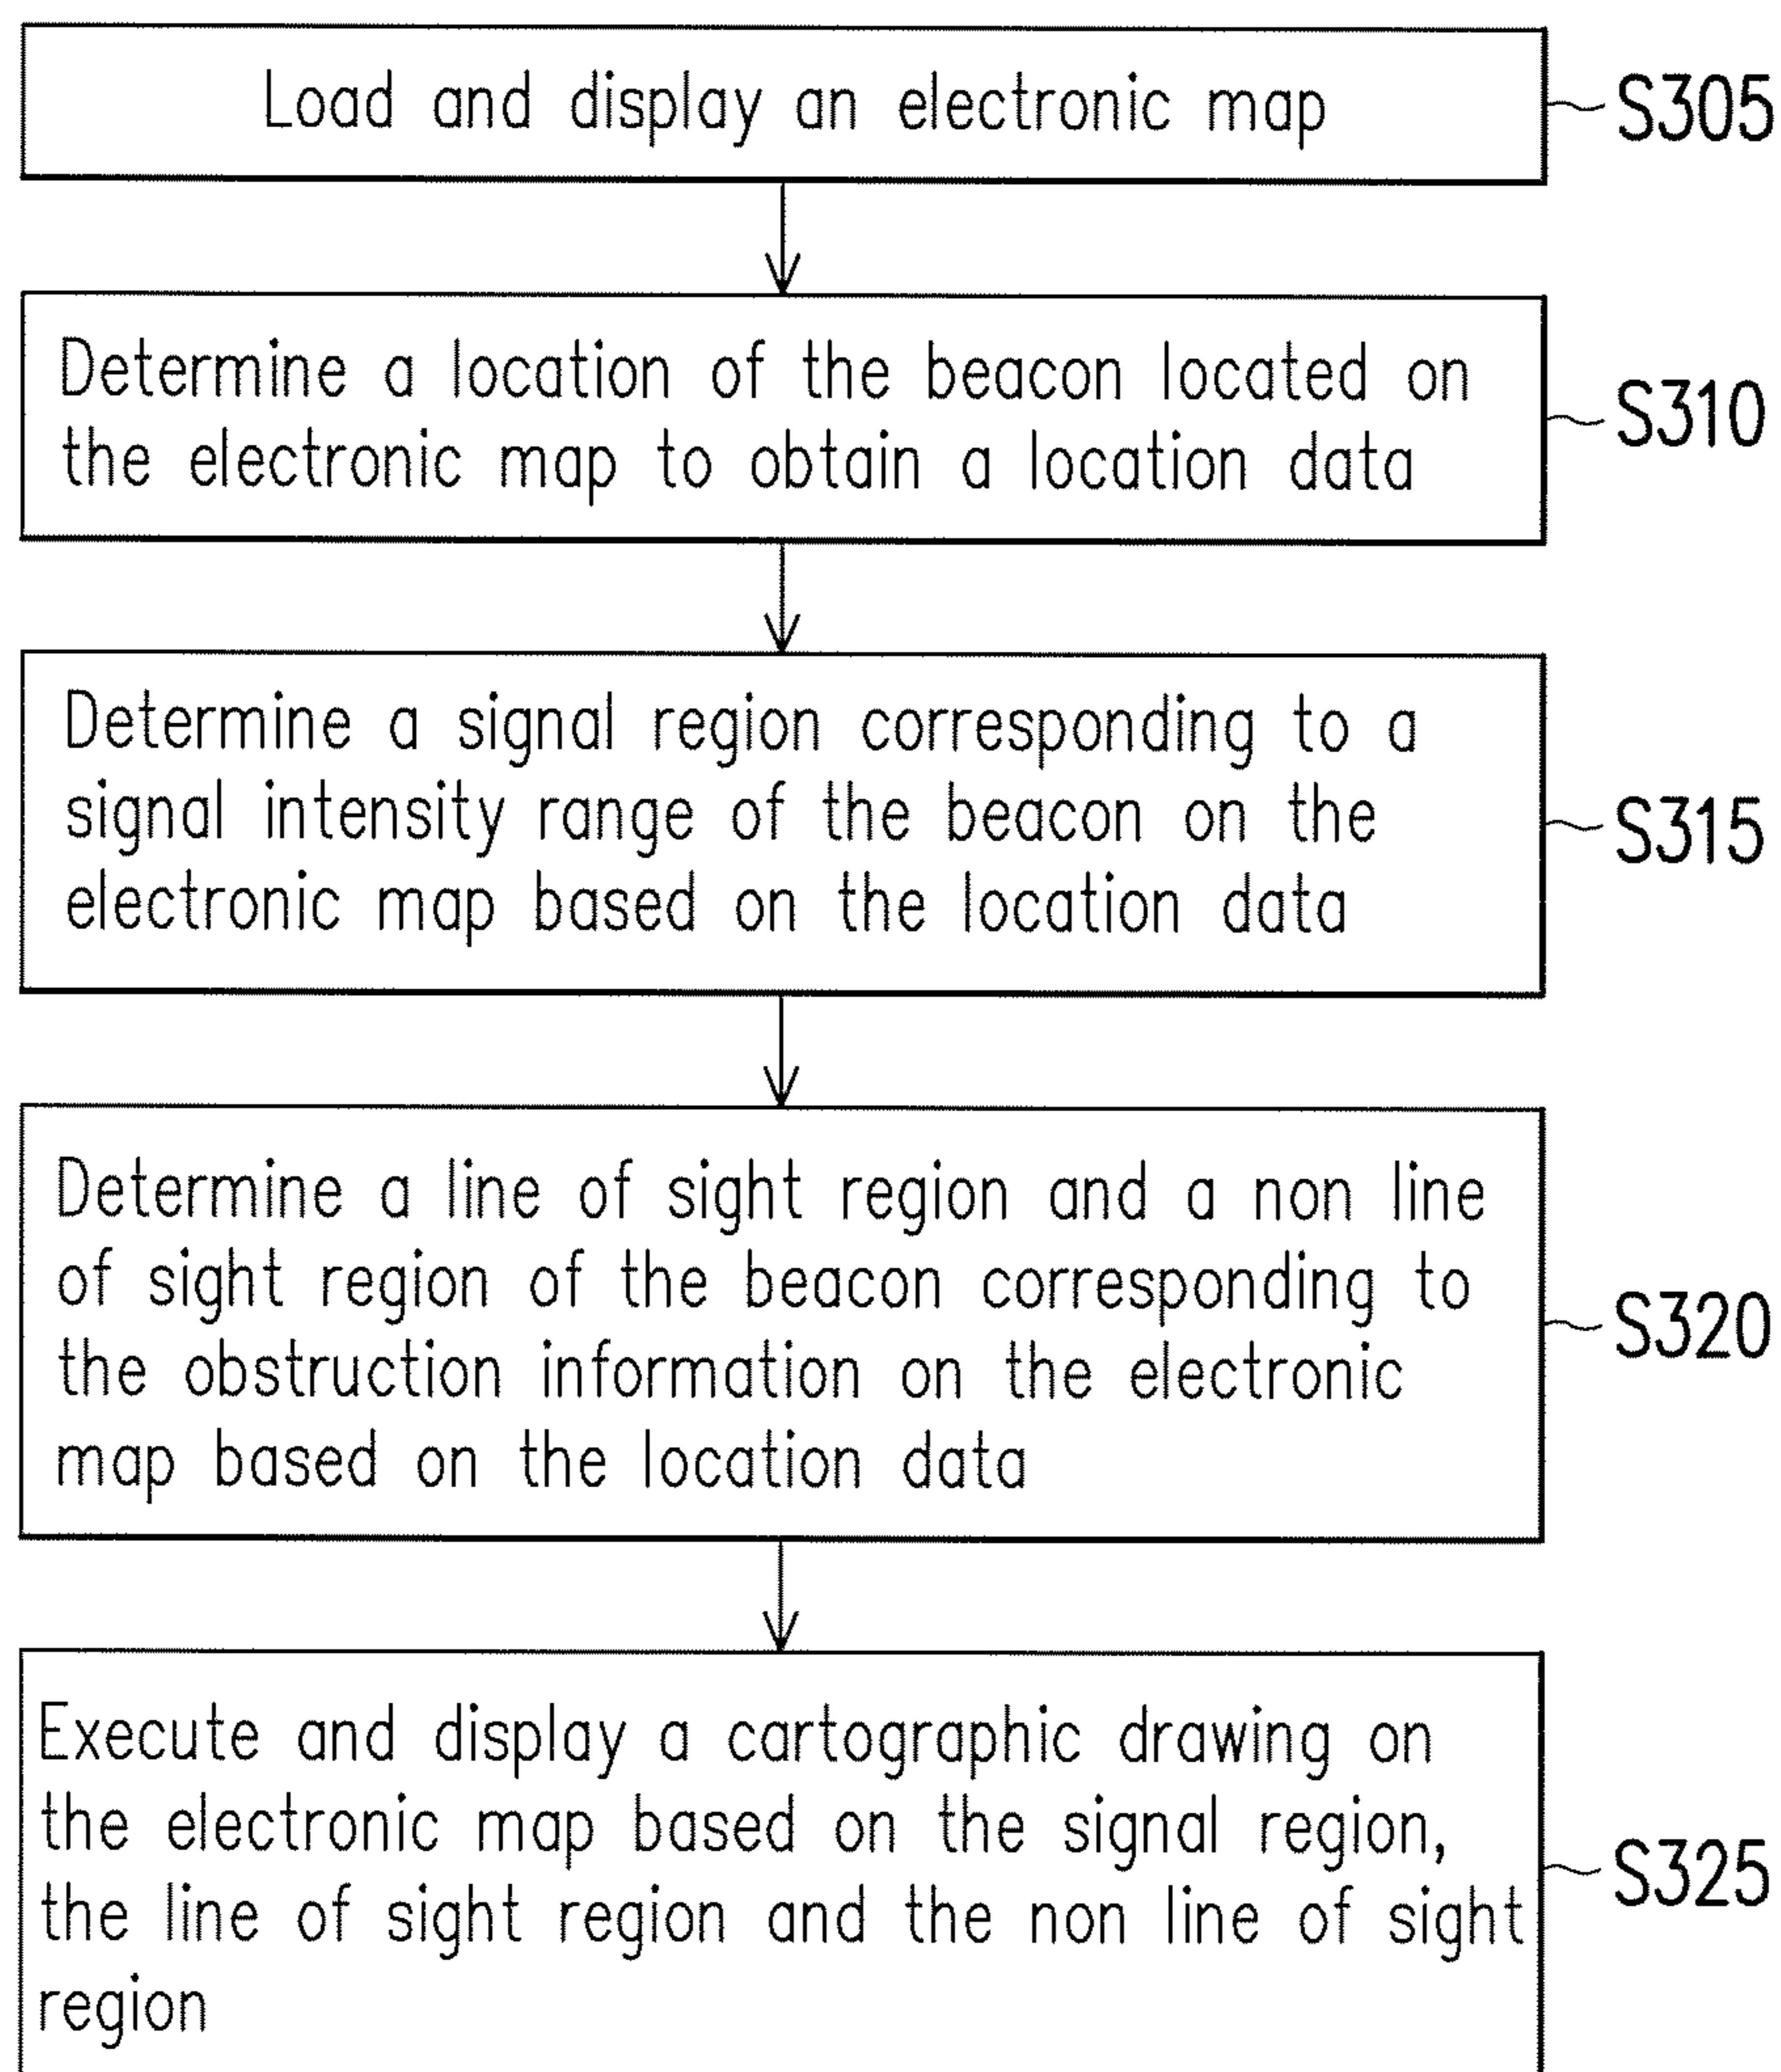 Load and display an electronic map
S305
Determine a location of the beacon located on
the electronic map to obtain a location data
S310
Determine a signal region corresponding to a
signal intensity range of the beacon on the
electronic map based on the location data
S315
Determine a line of sight region and a non line
of sight region of the beacon corresponding to
the obstruction information on the electronic
map based on the location data
S320
Execute and display a cartographic drawing on
the electronic map based on the signal region,
the line of sight region and the non line of sight
region
S325